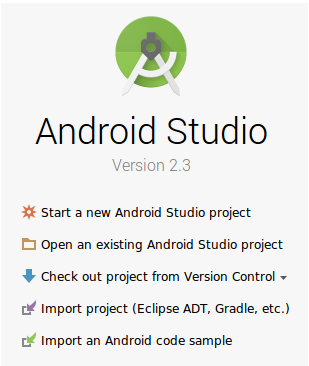 Android Studio
Version 2.3
Start a new Android Studio project
Open an existing Android Studio project
Check out project from Version Control
Import project (Eclipse ADT, Gradle, etc.)
Import an Android code sample